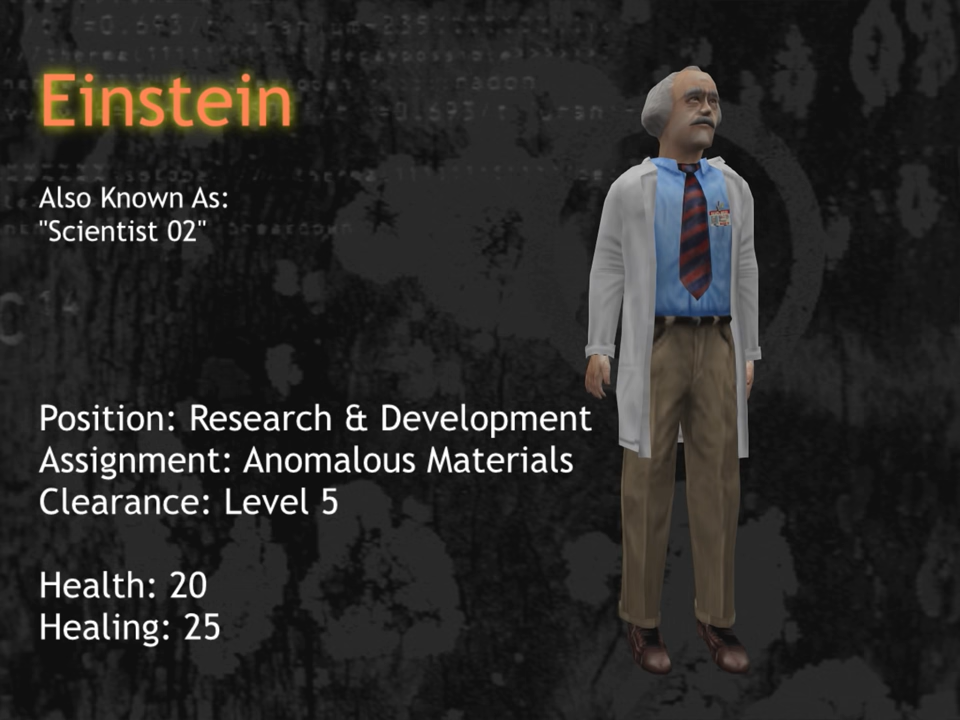 Einstein
Also Known As:
"Scientist 02"
Position: Research & Development
Assignment: Anomalous Materials
Clearance: Level 5
Health: 20
Healing: 25